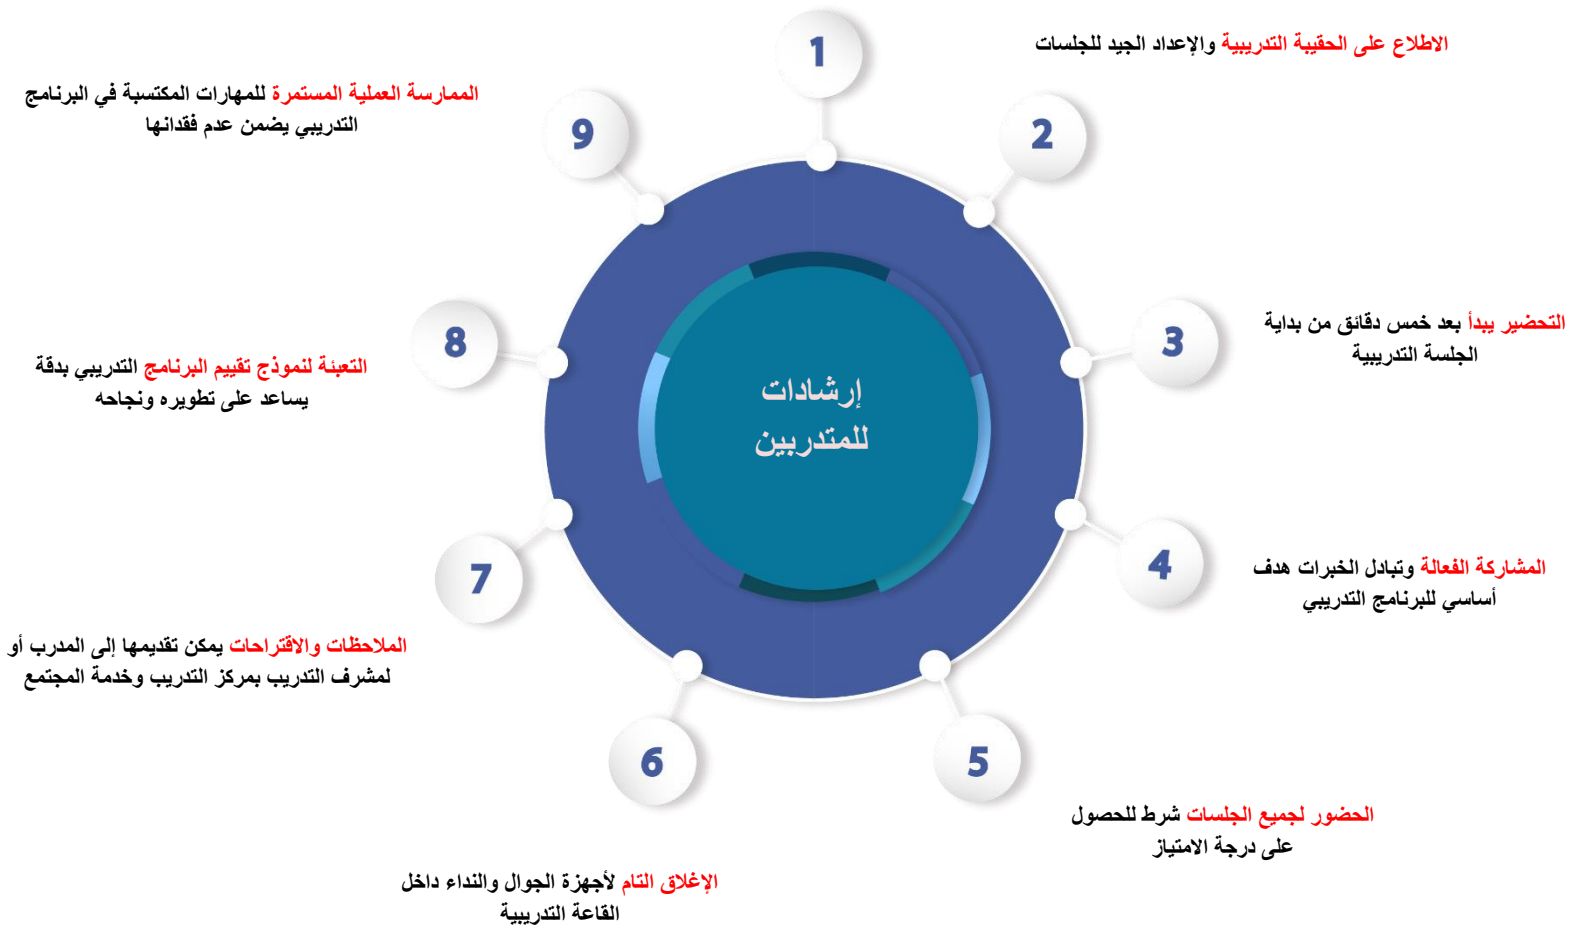 إرشادات
للمتدربين
1
الاطلاع على الحقيبة التدريبية والإعداد الجيد للجلسات
2
3
التحضير يبدأ بعد خمس دقائق من بداية
الجلسة التدريبية
4
المشاركة الفعالة وتبادل الخبرات هدف
أساسي للبرنامج التدريبي
5
الحضور لجميع الجلسات شرط للحصول
على درجة الامتياز
6
الإغلاق التام لأجهزة الجوال والنداء داخل
القاعة التدريبية
7
الملاحظات والاقتراحات يمكن تقديمها إلى المدرب أو
لمشرف التدريب بمركز التدريب وخدمة المجتمع
8
التعبئة لنموذج تقييم البرنامج التدريبي بدقة
يساعد على تطويره ونجاحه
9
الممارسة العملية المستمرة للمهارات المكتسبة في البرنامج
التدريبي يضمن عدم فقدانها